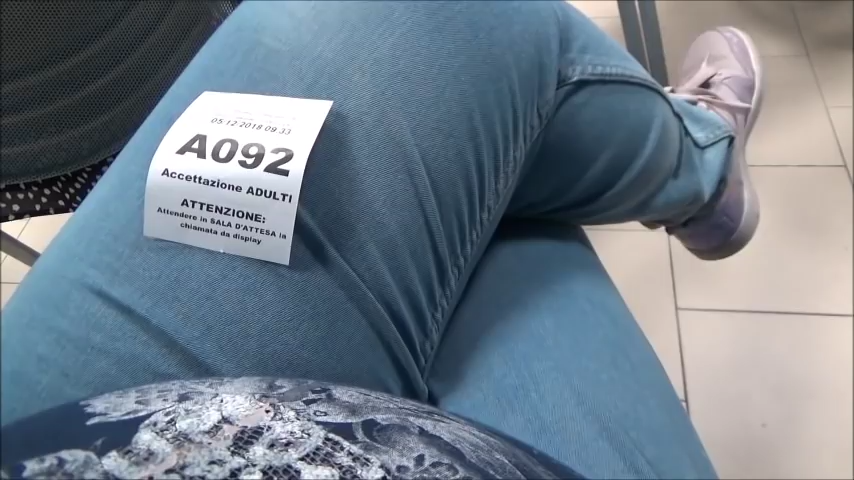 05-12-2018 09.33
A092
Accettazione ADULTI
ATTENZIONE:
Attendere in SALA D'ATTESA la
chiamata da display